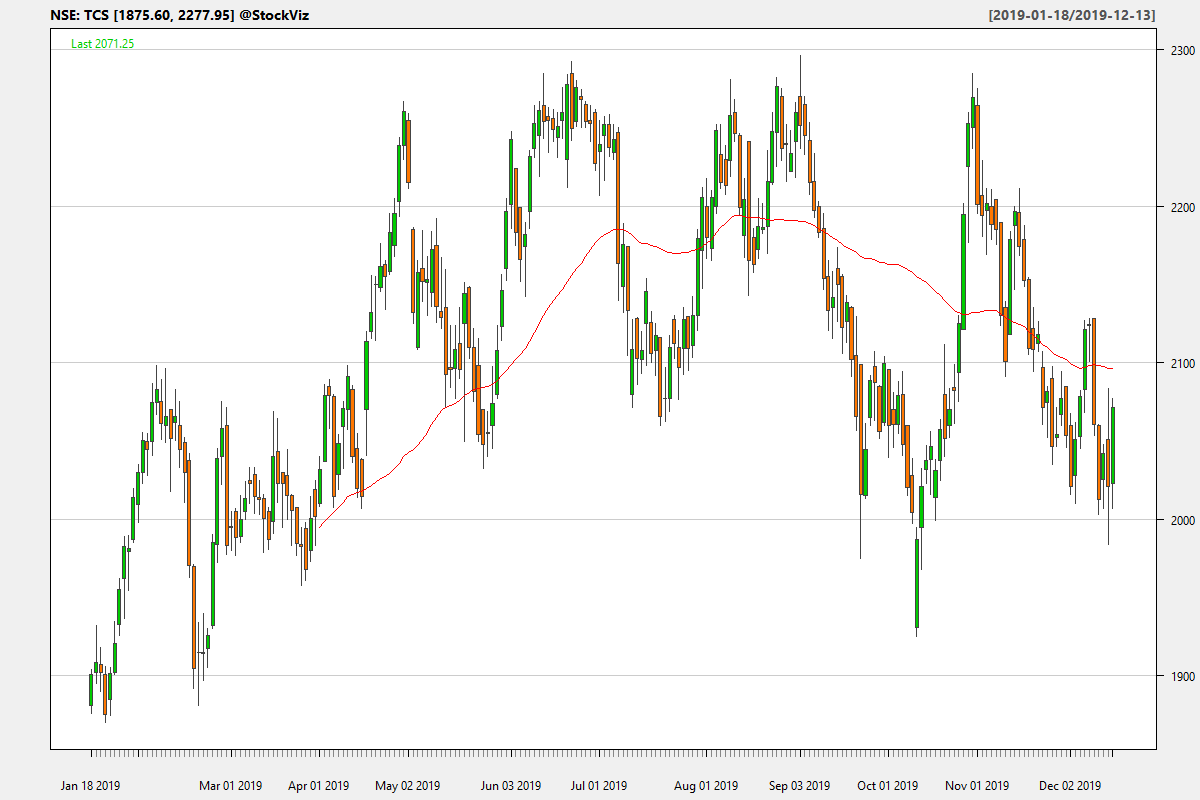 NSE: TCS [1875.60, 2277.95] @StockViz [2019-01-18/2019-12-13]
Last 2071.25
2300
2200
2100
2000
1900
Jan 18 2019 Mar 01 2019 Apr 01 2019 May 02 2019 Jun 03 2019 Jul 01 2019 Aug 01 2019 Sep 03 2019 Oct 01 2019 Nov 01 2019 Dec 02 2019